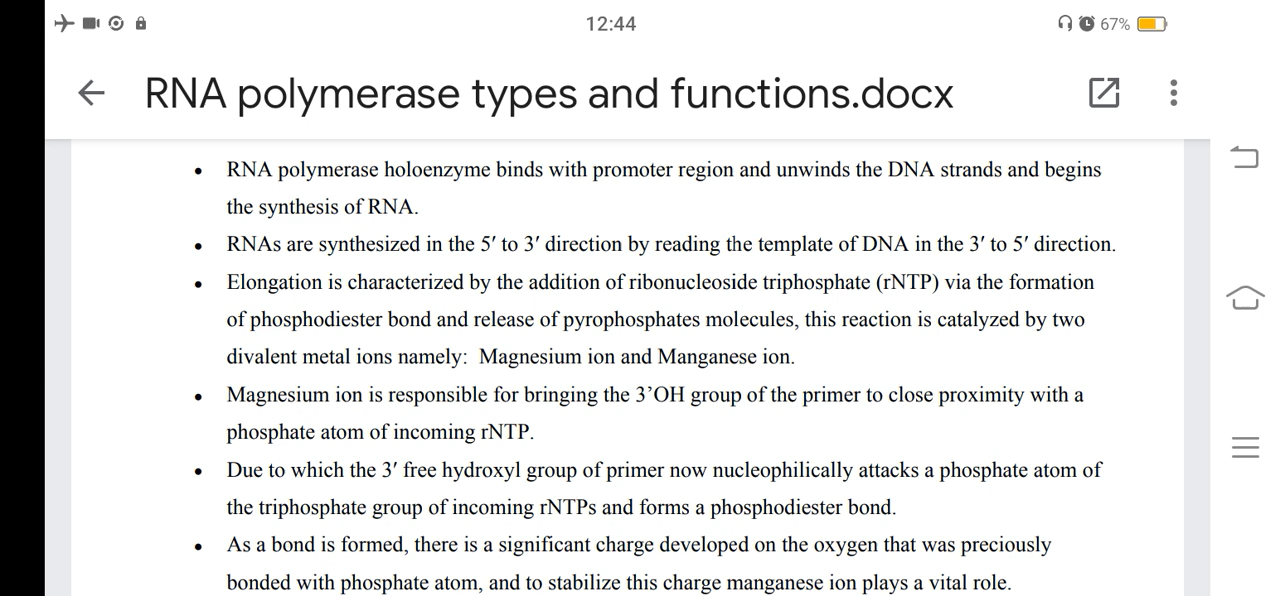 12:44
67%
RNA polymerase types and functions.docx
• RNA polymerase holoenzyme binds with promoter region and unwinds the DNA strands and begins
the synthesis of RNA.
• RNAs are synthesized in the 5′ to 3′ direction by reading the template of DNA in the 3′ to 5′ direction.
• Elongation is characterized by the addition of ribonucleoside triphosphate (rNTP) via the formation
of phosphodiester bond and release of pyrophosphates molecules, this reaction is catalyzed by two
divalent metal ions namely: Magnesium ion and Manganese ion.
• Magnesium ion is responsible for bringing the 3’OH group of the primer to close proximity with a
phosphate atom of incoming rNTP.
• Due to which the 3′ free hydroxyl group of primer now nucleophilically attacks a phosphate atom of
the triphosphate group of incoming rNTPs and forms a phosphodiester bond.
• As a bond is formed, there is a significant charge developed on the oxygen that was preciously
bonded with phosphate atom, and to stabilize this charge manganese ion plays a vital role.